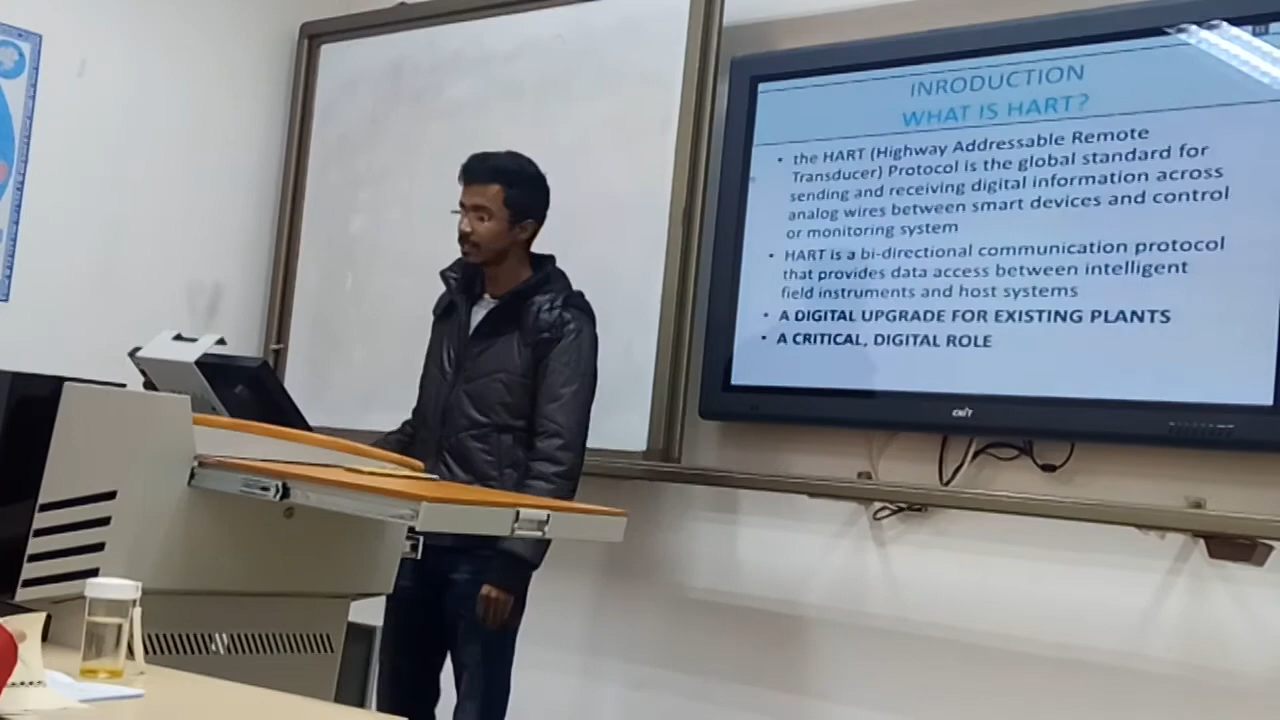 INRODUCTION
WHAT IS HART?
• the HART (Highway Addressable Remote
Transducer) Protocol is the global standard for
sending and receiving digital information across
analog wires between smart devices and control
or monitoring system
• HART is a bi-directional communication protocol
that provides data access between intelligent
field instruments and host systems
• A DIGITAL UPGRADE FOR EXISTING PLANTS
• A CRITICAL, DIGITAL ROLE